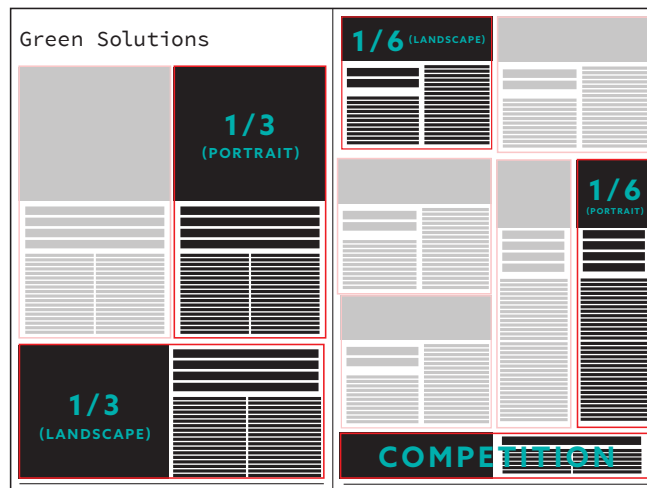 Green Solutions
1/3
(PORTRAIT)
1/3
(LANDSCAPE)
1/6 (LANDSCAPE)
1/6
(PORTRAIT)
COMPETITION